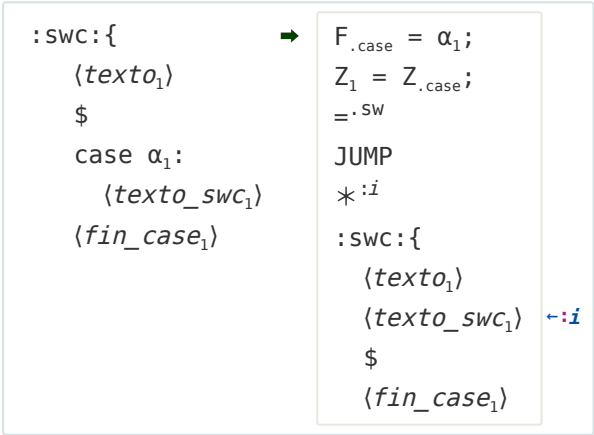 :swc:{ ➡
⟨texto₁⟩
$
case α₁:
⟨texto_swc₁⟩
⟨fin_case₁⟩
F.case = α₁;
Z₁ = Z.case;
=.sw
JUMP
*:i
:swc:{
⟨texto₁⟩
⟨texto_swc₁⟩ ←:i
$
⟨fin_case₁⟩